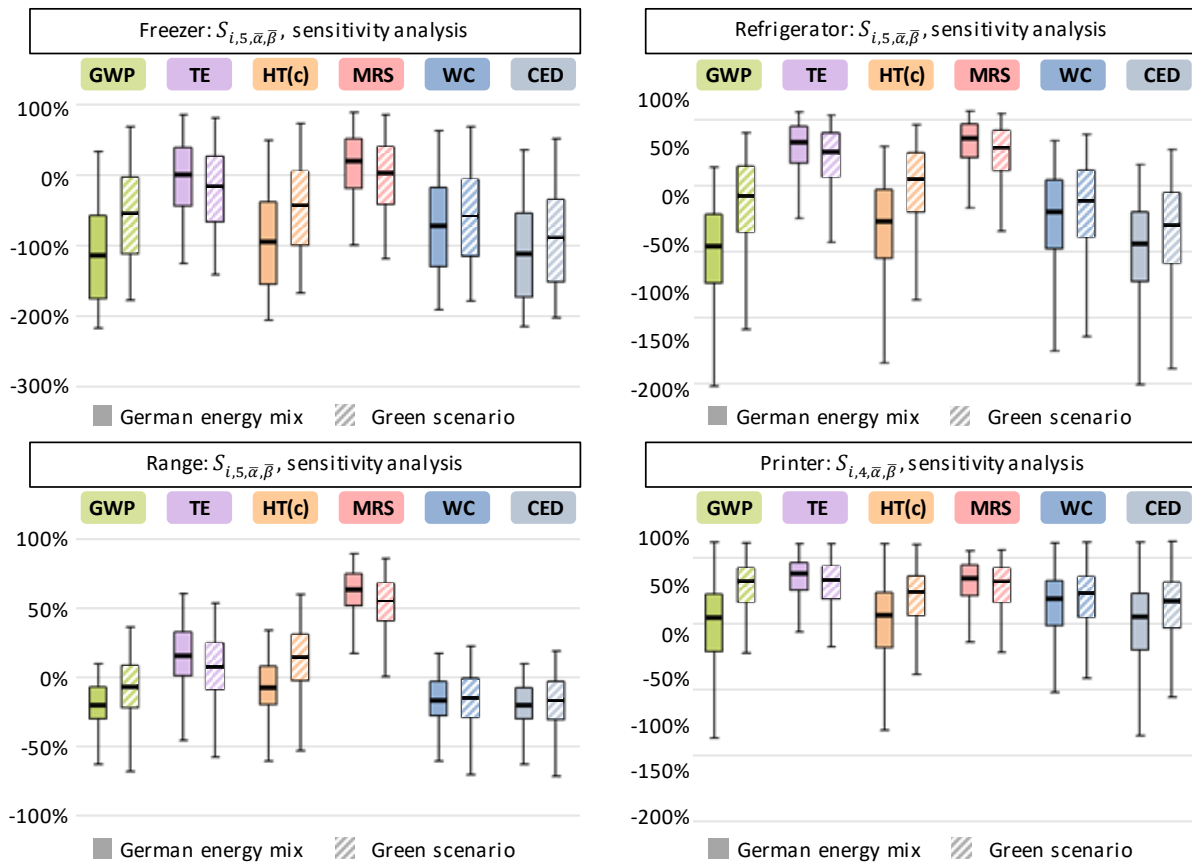 Freezer: S_{i,5,α̅,β̅}, sensitivity analysis
GWP TE HT(c) MRS WC CED
100%
0%
-100%
-200%
-300%
German energy mix Green scenario
Refrigerator: S_{i,5,α̅,β̅}, sensitivity analysis
GWP TE HT(c) MRS WC CED
100%
50%
0%
-50%
-100%
-150%
-200%
German energy mix Green scenario
Range: S_{i,5,α̅,β̅}, sensitivity analysis
GWP TE HT(c) MRS WC CED
100%
50%
0%
-50%
-100%
German energy mix Green scenario
Printer: S_{i,4,α̅,β̅}, sensitivity analysis
GWP TE HT(c) MRS WC CED
100%
50%
0%
-50%
-100%
-150%
-200%
German energy mix Green scenario